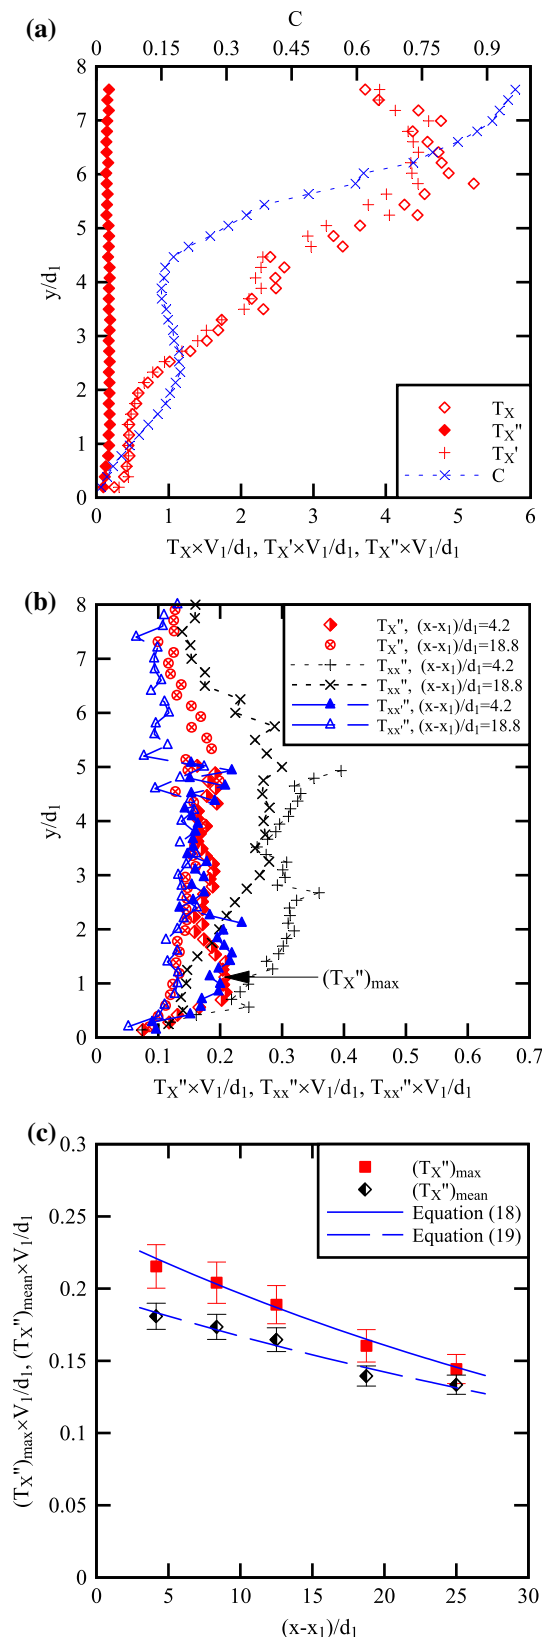 (a)
C
0 0.15 0.3 0.45 0.6 0.75 0.9
8
7
6
5
4
3
2
1
0
y/d1
TX
TX''
TX'
C
0 1 2 3 4 5 6
TX×V1/d1, TX'×V1/d1, TX''×V1/d1
(b)
8
7
6
5
4
3
2
1
0
y/d1
TX'', (x-x1)/d1=4.2
TX'', (x-x1)/d1=18.8
Txx'', (x-x1)/d1=4.2
Txx'', (x-x1)/d1=18.8
Txx'', (x-x1)/d1=4.2
Txx'', (x-x1)/d1=18.8
(TX'')max
0 0.1 0.2 0.3 0.4 0.5 0.6 0.7
TX''×V1/d1, Txx''×V1/d1, Txx'''×V1/d1
(c)
0.3
0.25
0.2
0.15
0.1
0.05
0
(TX'')max×V1/d1, (TX'')mean×V1/d1
(TX'')max
(TX'')mean
Equation (18)
Equation (19)
0 5 10 15 20 25 30
(x-x1)/d1